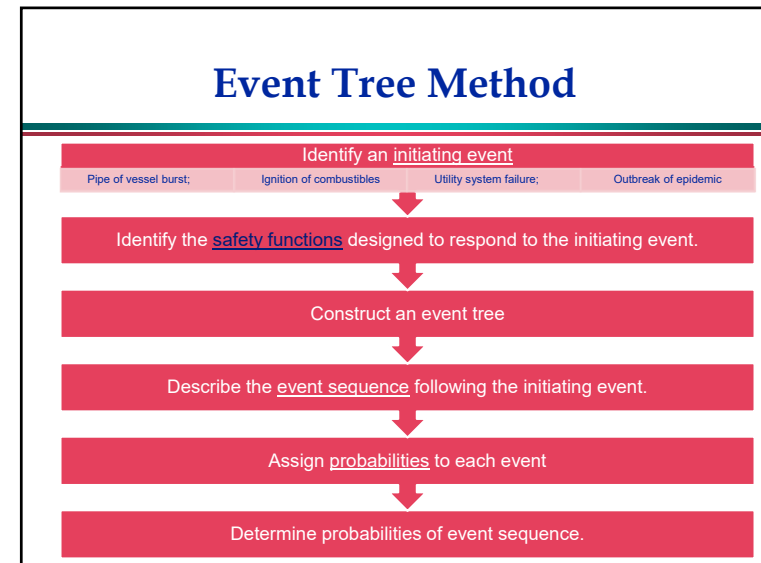 Event Tree Method
Identify an initiating event
Pipe of vessel burst; Ignition of combustibles Utility system failure; Outbreak of epidemic
Identify the safety functions designed to respond to the initiating event.
Construct an event tree
Describe the event sequence following the initiating event.
Assign probabilities to each event
Determine probabilities of event sequence.